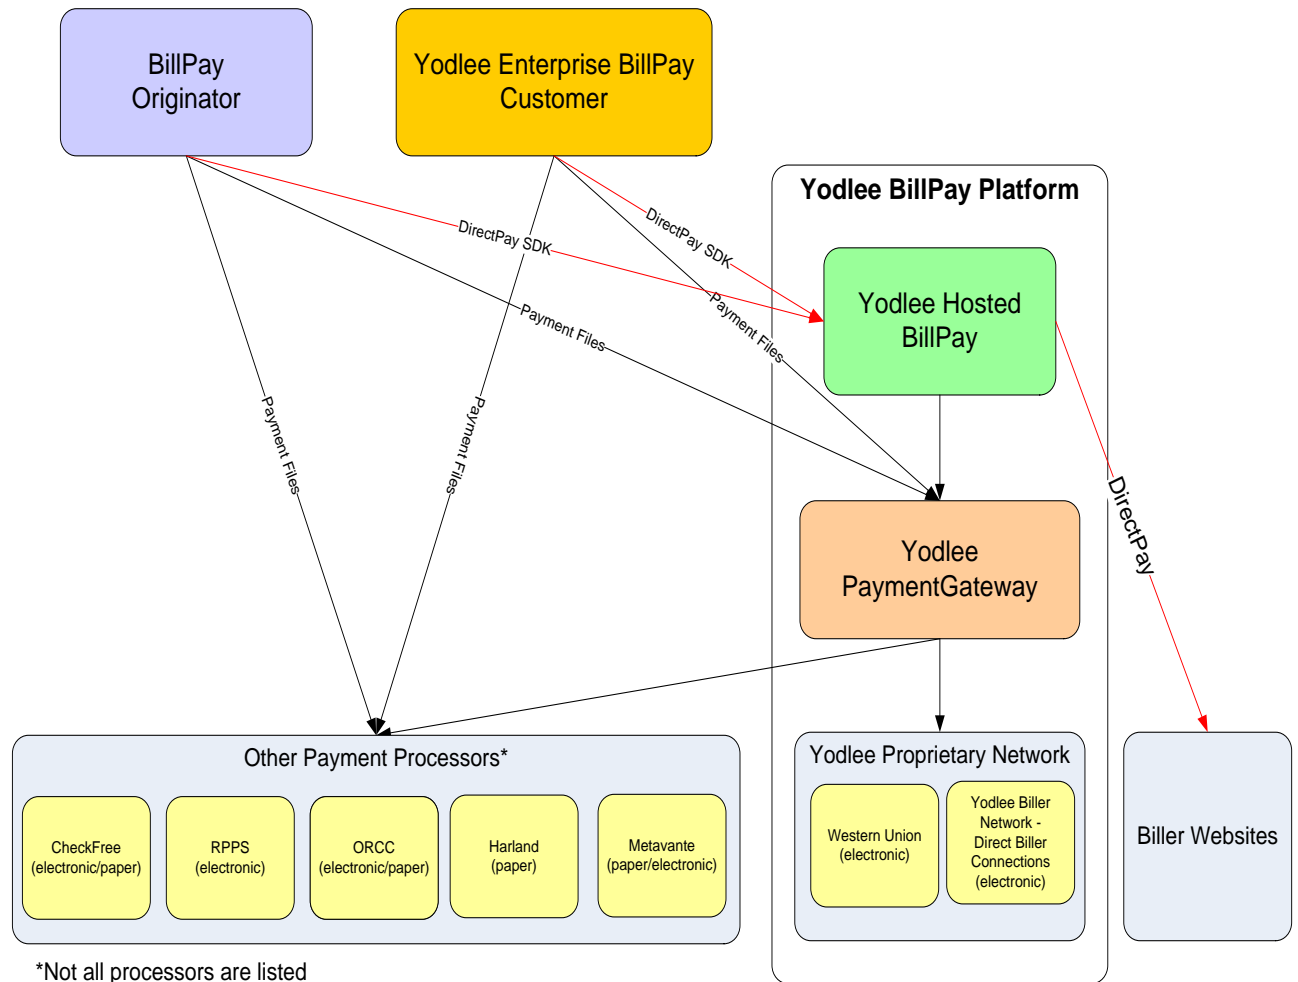 BillPay
Originator
Yodlee Enterprise BillPay
Customer
Yodlee BillPay Platform
DirectPay SDK
DirectPay SDK
Yodlee Hosted
BillPay
Payment Files
Payment Files
Payment Files
Payment Files
DirectPay
Yodlee
PaymentGateway
Other Payment Processors*
CheckFree
(electronic/paper)
RPPS
(electronic)
ORCC
(electronic/paper)
Harland
(paper)
Metavante
(paper/electronic)
Yodlee Proprietary Network
Western Union
(electronic)
Yodlee Biller
Network -
Direct Biller
Connections
(electronic)
Biller Websites
*Not all processors are listed